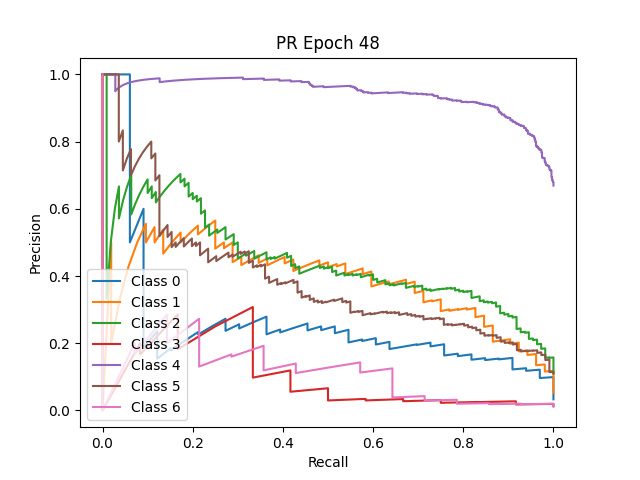 PR Epoch 48
Precision
1.0
0.8
0.6
0.4
0.2
0.0
Class 0
Class 1
Class 2
Class 3
Class 4
Class 5
Class 6
0.0 0.2 0.4 0.6 0.8 1.0
Recall